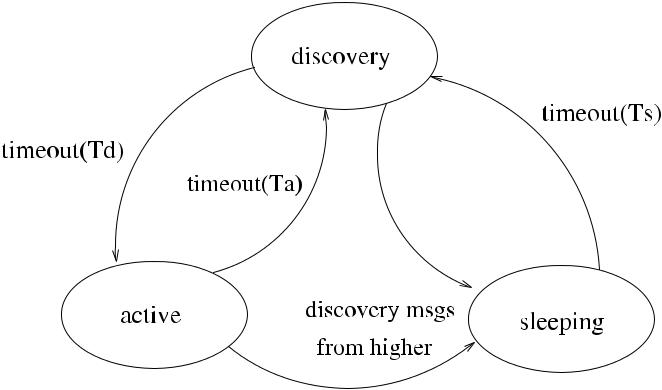 discovery
timeout(Ts)
timeout(Td)
timeout(Ta)
discovery msgs
from higher
active
sleeping